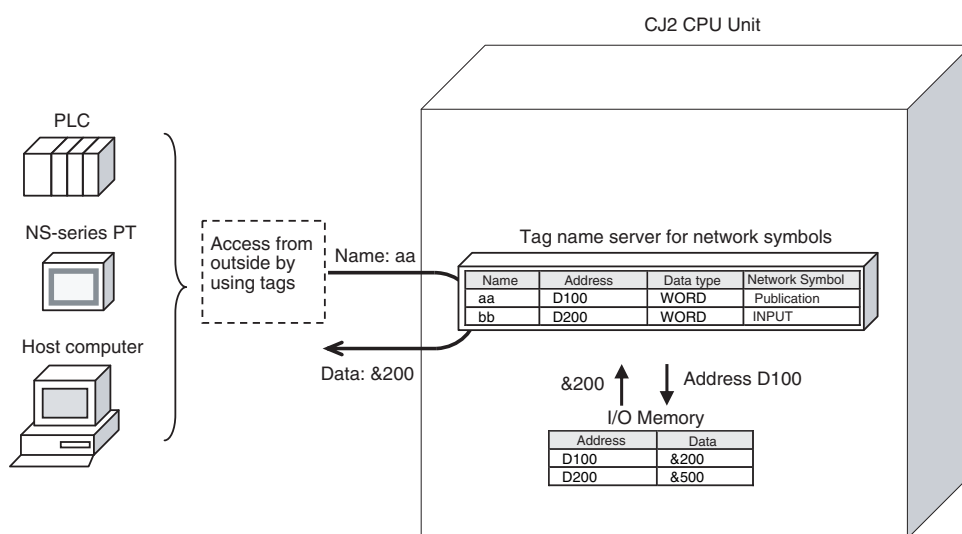 CJ2 CPU Unit
PLC
NS-series PT
Host computer
Access from
outside by
using tags
Name: aa
Data: &200
Tag name server for network symbols
Name Address Data type Network Symbol
aa D100 WORD Publication
bb D200 WORD INPUT
&200
Address D100
I/O Memory
Address Data
D100 &200
D200 &500